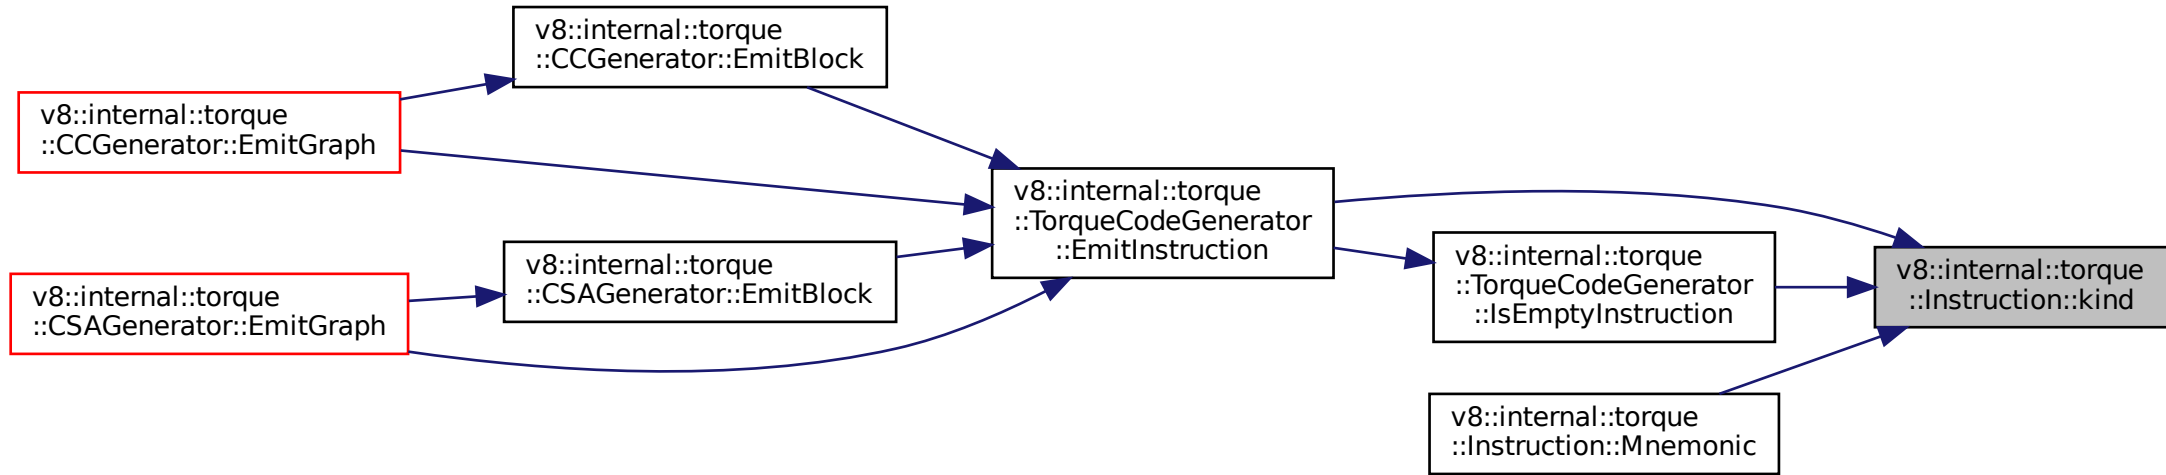 v8::internal::torque
::CCGenerator::EmitBlock
v8::internal::torque
::CCGenerator::EmitGraph
v8::internal::torque
::TorqueCodeGenerator
::EmitInstruction
v8::internal::torque
::CSAGenerator::EmitBlock
v8::internal::torque
::CSAGenerator::EmitGraph
v8::internal::torque
::TorqueCodeGenerator
::IsEmptyInstruction
v8::internal::torque
::Instruction::kind
v8::internal::torque
::Instruction::Mnemonic